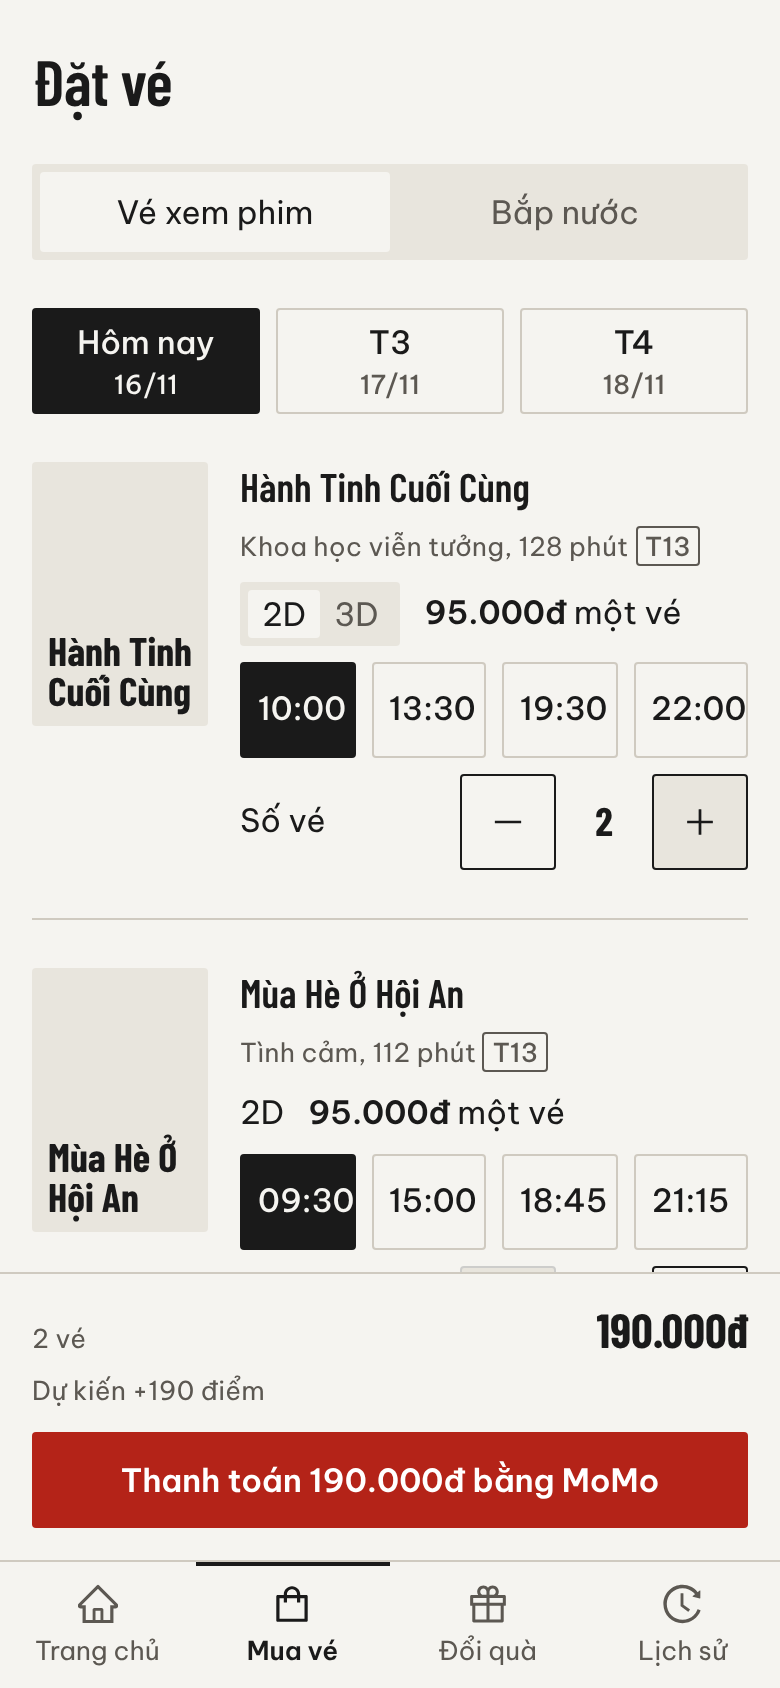 Đặt vé
Vé xem phim
Bắp nước
Hôm nay
16/11
T3
17/11
T4
18/11
Hành Tinh
Cuối Cùng
Hành Tinh Cuối Cùng
Khoa học viễn tưởng, 128 phút T13
2D 3D 95.000đ một vé
10:00 13:30 19:30 22:00
Số vé − 2 +
Mùa Hè Ở
Hội An
Mùa Hè Ở Hội An
Tình cảm, 112 phút T13
2D 95.000đ một vé
09:30 15:00 18:45 21:15
2 vé
190.000đ
Dự kiến +190 điểm
Thanh toán 190.000đ bằng MoMo
Trang chủ
Mua vé
Đổi quà
Lịch sử